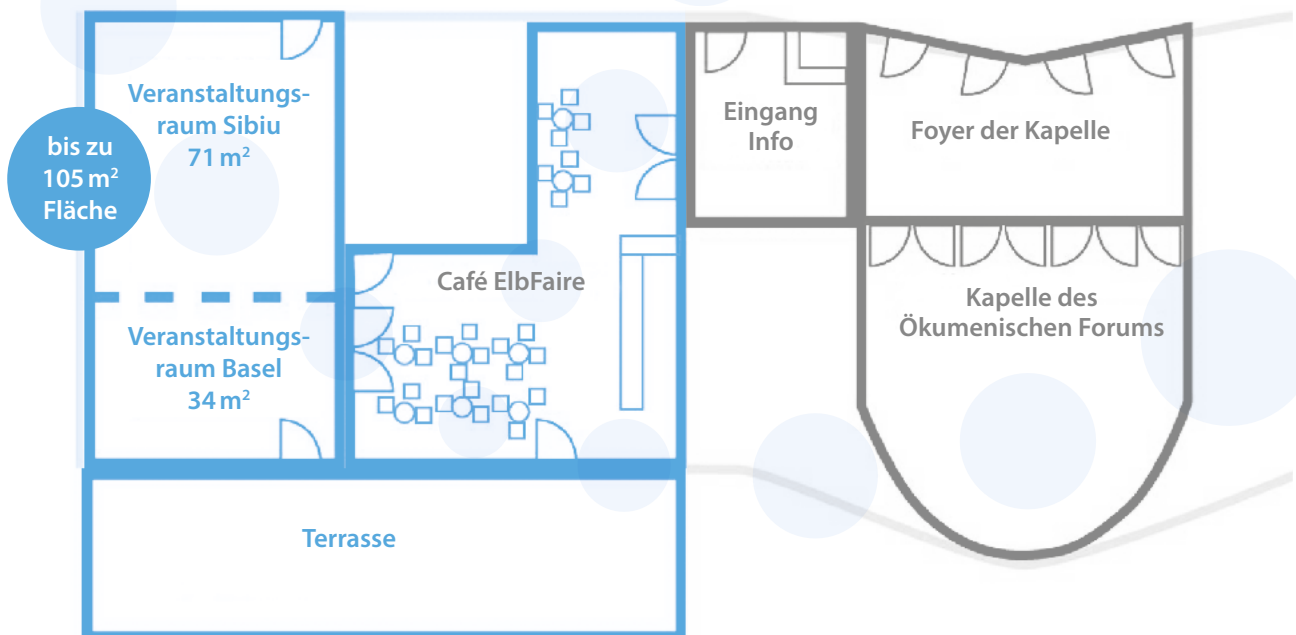 Veranstaltungs-
raum Sibiu
71 m²
bis zu
105 m²
Fläche
Veranstaltungs-
raum Basel
34 m²
Café ElbFaire
Eingang
Info
Foyer der Kapelle
Kapelle des
Ökumenischen Forums
Terrasse